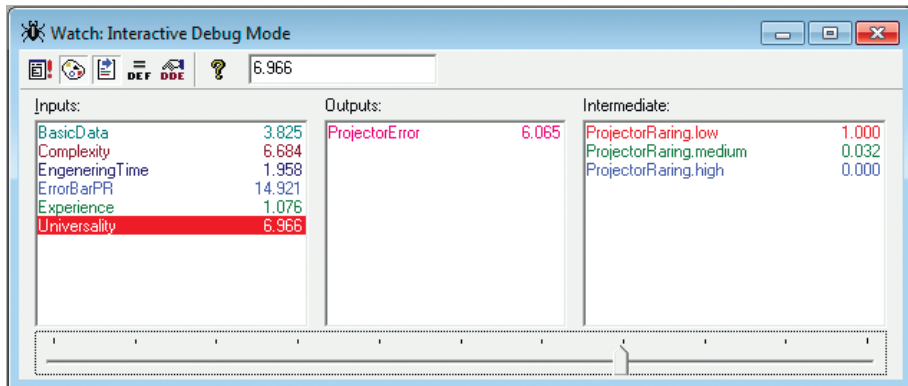 Watch: Interactive Debug Mode
DEF DDE ? 6.966
Inputs:
BasicData 3.825
Complexity 6.684
EngeneringTime 1.958
ErrorBarPR 14.921
Experience 1.076
Universality 6.966
Outputs:
ProjectorError 6.065
Intermediate:
ProjectorRaring.low 1.000
ProjectorRaring.medium 0.032
ProjectorRaring.high 0.000